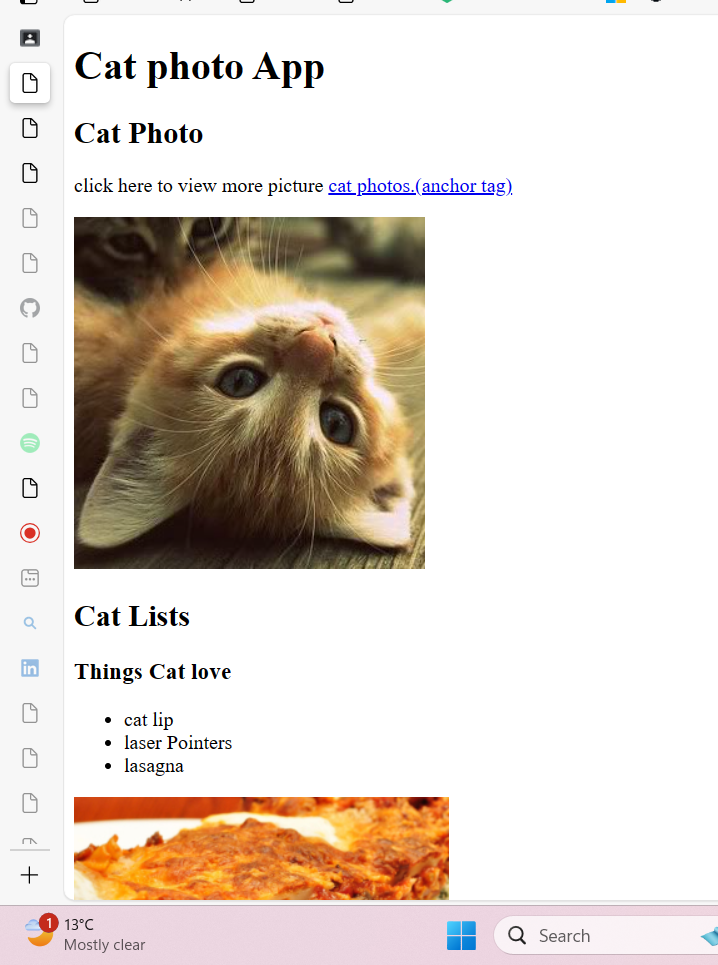 Cat photo App
Cat Photo
click here to view more picture cat photos.(anchor tag)
Cat Lists
Things Cat love
cat lip
laser Pointers
lasagna
1
13°C
Mostly clear
Search